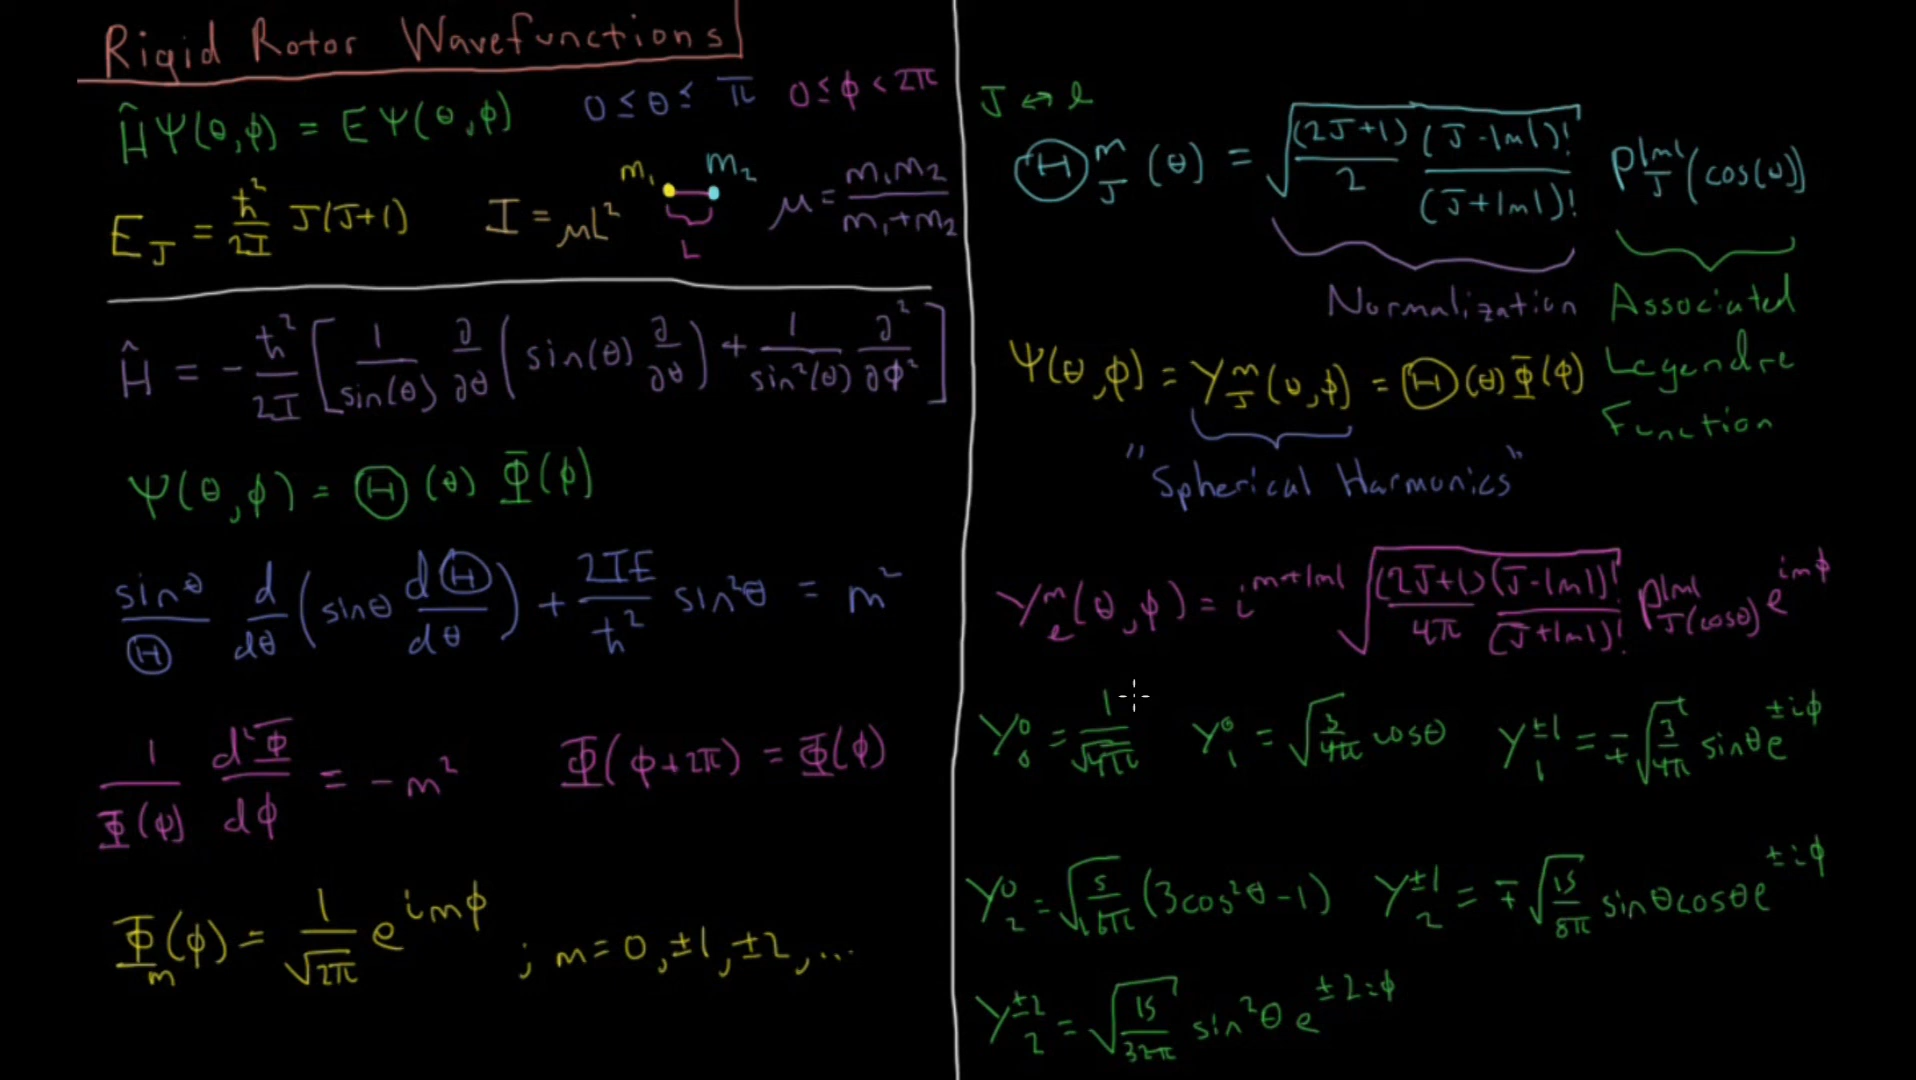 Rigid Rotor Wavefunctions
ĤΨ(θ,ϕ) = EΨ(θ,ϕ) 0 ≤ θ ≤ π 0 ≤ ϕ < 2π
E_J = ℏ²/2I J(J+1) I = μL² m₁ m₂ L μ = m₁m₂/(m₁+m₂)
Ĥ = -ℏ²/2I [1/sin(θ) ∂/∂θ (sin(θ) ∂/∂θ) + 1/sin²(θ) ∂²/∂ϕ²]
Ψ(θ,ϕ) = Θ(θ) Φ(ϕ)
sinθ/Θ d/dθ (sinθ dΘ/dθ) + 2IE/ℏ² sin²θ = m²
1/Φ(ϕ) d²Φ/dϕ = -m² Φ(ϕ+2π) = Φ(ϕ)
Φ_m(ϕ) = 1/√2π e^{imϕ} ; m = 0, ±1, ±2, ...
J ↔ l
Θ_J^m (θ) = √((2J+1)/2 (J-|m|)!/(J+|m|)!) P_J^{|m|}(cos(θ))
Normalization Associated
Legendre
Function
Ψ(θ,ϕ) = Y_J^m(θ,ϕ) = Θ(θ)Φ(ϕ)
"Spherical Harmonics"
Y_e^m(θ,ϕ) = i^{m+|m|} √((2J+1)/4π (J-|m|)!/(J+|m|)!) P_J^{|m|}(cosθ) e^{imϕ}
Y_0^0 = 1/√4π Y_1^0 = √(3/4π) cosθ Y_1^{±1} = ∓√(3/4π) sinθ e^{±iϕ}
Y_2^0 = √(5/16π) (3cos²θ-1) Y_2^{±1} = ∓√(15/8π) sinθcosθe^{±iϕ}
Y_2^{±2} = √(15/32π) sin²θ e^{±2iϕ}